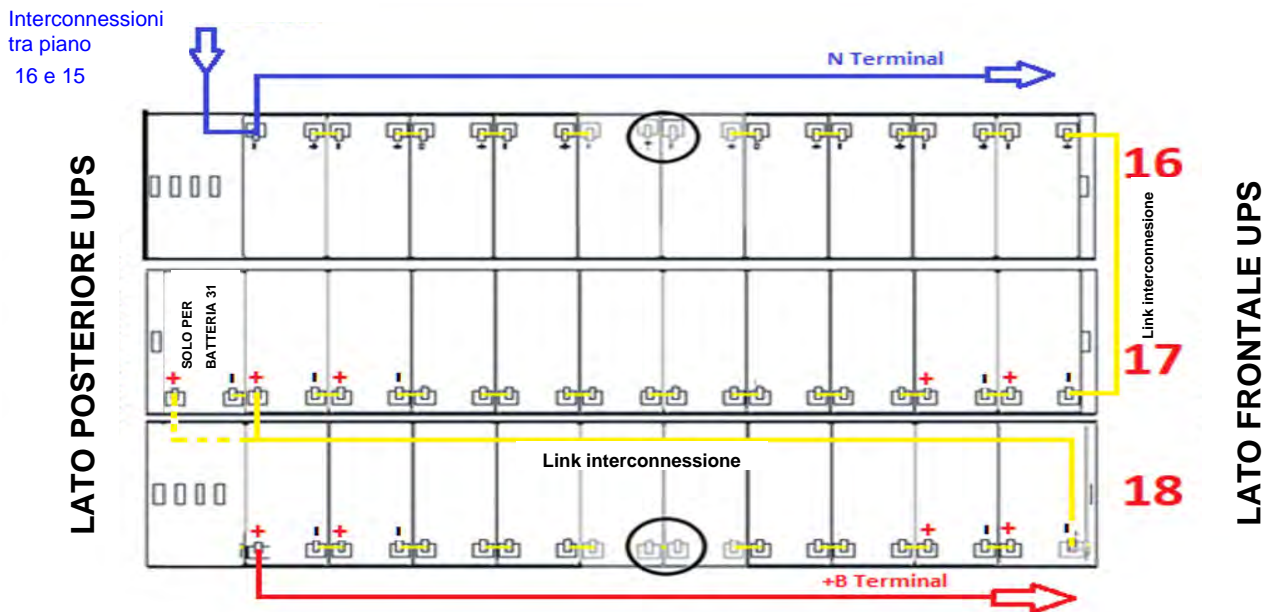 Interconnessioni
tra piano
16 e 15
N Terminal
LATO POSTERIORE UPS
16
Link interconnesione
LATO FRONTALE UPS
SOLO PER
BATTERIA 31
17
+ - + - + - + - + -
Link interconnessione
18
+ - + - + - + -
+B Terminal